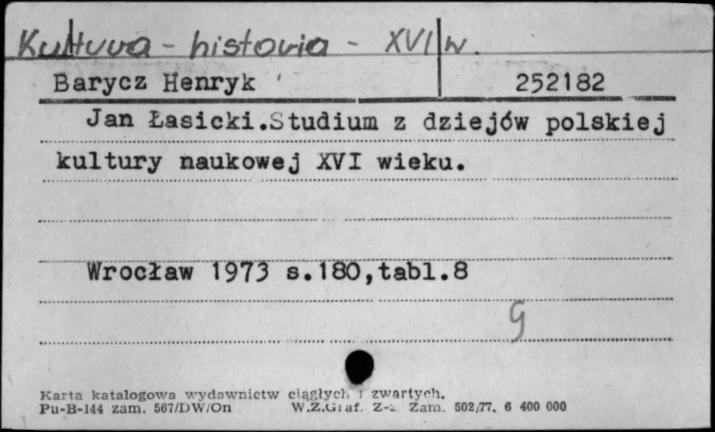 Kultura - historia - XVI w.
Barycz Henryk 252182
Jan Łasicki.Studium z dziejów polskiej
kultury naukowej XVI wieku.
Wrocław 1973 s.180,tabl.8
g
Karta katalogowa wydawnictw ciągłych i zwartych.
Pu-B-144 zam. 567/DW/On W.Z.Graf. Zam. 502/77. 6 400 000